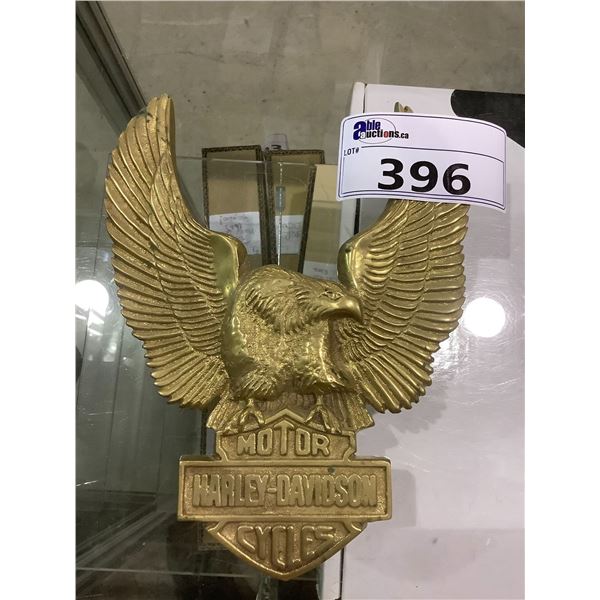 able
auctions.ca
LOT#
396
MOTOR
HARLEY-DAVIDSON
CYCLES